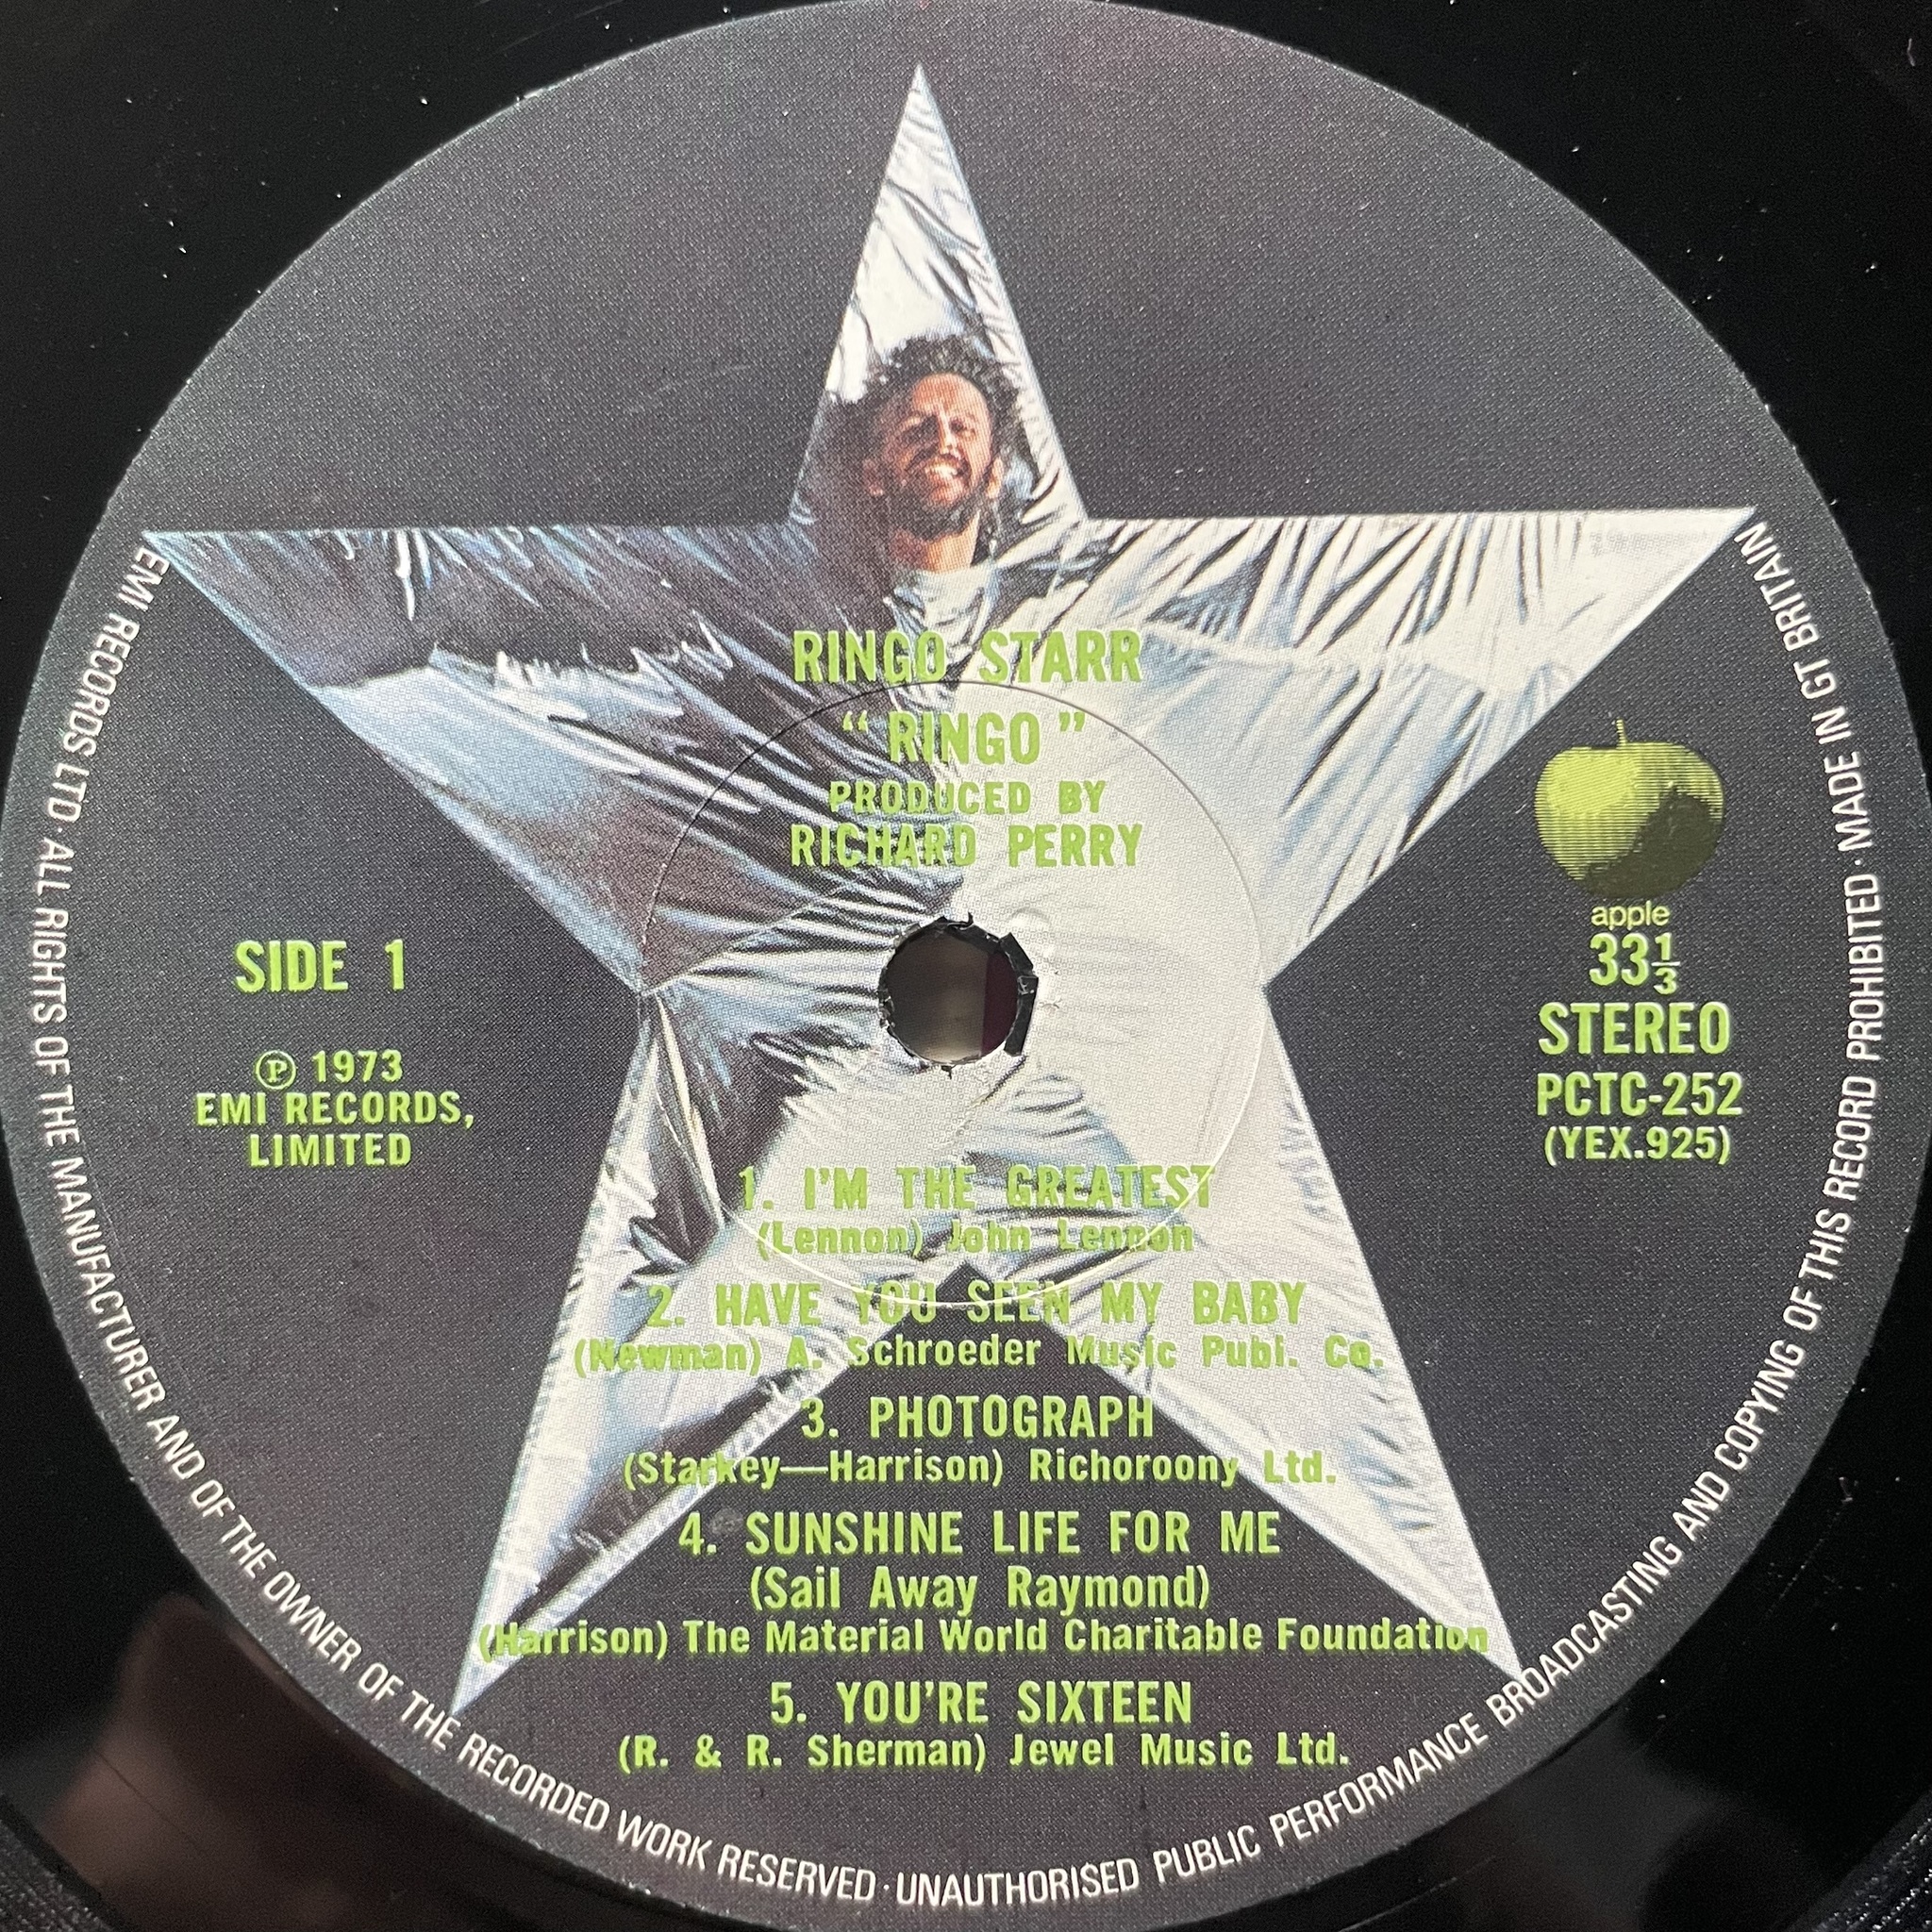 RINGO STARR
“RINGO”
PRODUCED BY
RICHARD PERRY
SIDE 1
Ⓟ 1973
EMI RECORDS,
LIMITED
apple
33⅓
STEREO
PCTC-252
(YEX.925)
1. I'M THE GREATEST
(Lennon) John Lennon
2. HAVE YOU SEEN MY BABY
(Newman) A. Schroeder Music Publ. Co.
3. PHOTOGRAPH
(Starkey—Harrison) Richoroony Ltd.
4. SUNSHINE LIFE FOR ME
(Sail Away Raymond)
(Harrison) The Material World Charitable Foundation
5. YOU'RE SIXTEEN
(R. & R. Sherman) Jewel Music Ltd.
EMI RECORDS LTD · ALL RIGHTS OF THE MANUFACTURER AND OF THE OWNER OF THE RECORDED WORK RESERVED · UNAUTHORISED PUBLIC PERFORMANCE BROADCASTING AND COPYING OF THIS RECORD PROHIBITED · MADE IN GT BRITAIN